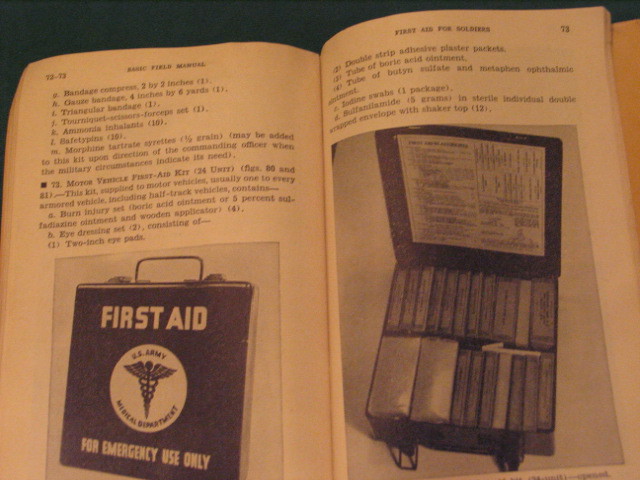 72-73
BASIC FIELD MANUAL
g. Bandage compress, 2 by 2 inches (1).
h. Gauze bandage, 4 inches by 6 yards (1).
i. Triangular bandage (1).
j. Tourniquet-scissors-forceps set (1).
k. Ammonia inhalants (10).
l. Safetypins (10).
m. Morphine tartrate syrettes (½ grain) (may be added
to this kit upon direction of the commanding officer when
the military circumstances indicate its need).
■ 73. MOTOR VEHICLE FIRST-AID KIT (24 UNIT) (figs. 80 and
81).—This kit, supplied to motor vehicles, usually one to every
armored vehicle, including half-track vehicles, contains—
a. Burn injury set (boric acid ointment or 5 percent sul-
fadiazine ointment and wooden applicator) (4).
b. Eye dressing set (2), consisting of—
(1) Two-inch eye pads.
FIRST AID
U.S. ARMY
MEDICAL DEPARTMENT
FOR EMERGENCY USE ONLY
FIRST AID FOR SOLDIERS
73
(2) Double strip adhesive plaster packets.
(3) Tube of boric acid ointment.
(4) Tube of butyn sulfate and metaphen ophthalmic
ointment.
c. Iodine swabs (1 package).
d. Sulfanilamide (5 grams) in sterile individual double
wrapped envelope with shaker top (12).
(24-unit)—opened.